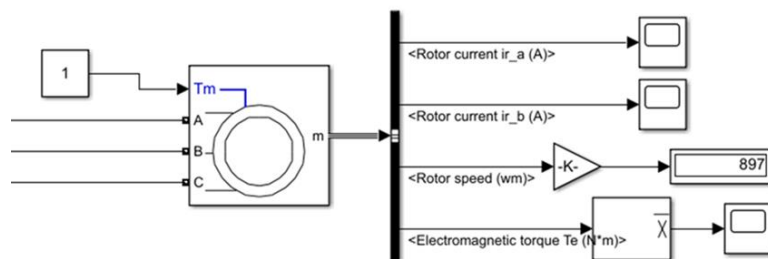 <Rotor current ir_a (A)>
1
Tm
<Rotor current ir_b (A)>
A
B
m
C
-K-
897
<Rotor speed (wm)>
<Electromagnetic torque Te (N*m)>
X